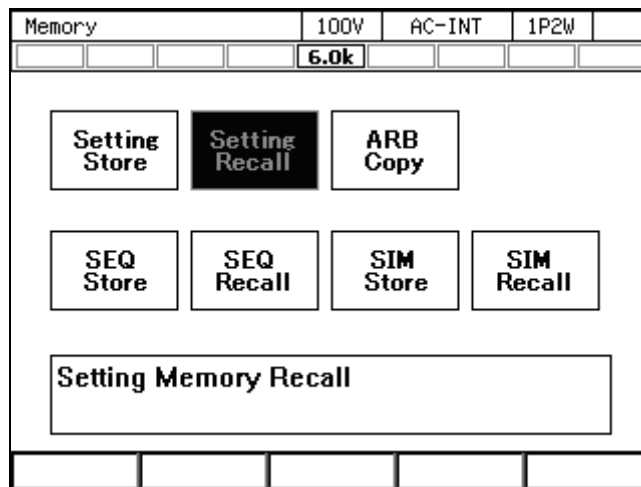 Memory 100V AC-INT 1P2W
6.0k
Setting Store
Setting Recall
ARB Copy
SEQ Store
SEQ Recall
SIM Store
SIM Recall
Setting Memory Recall